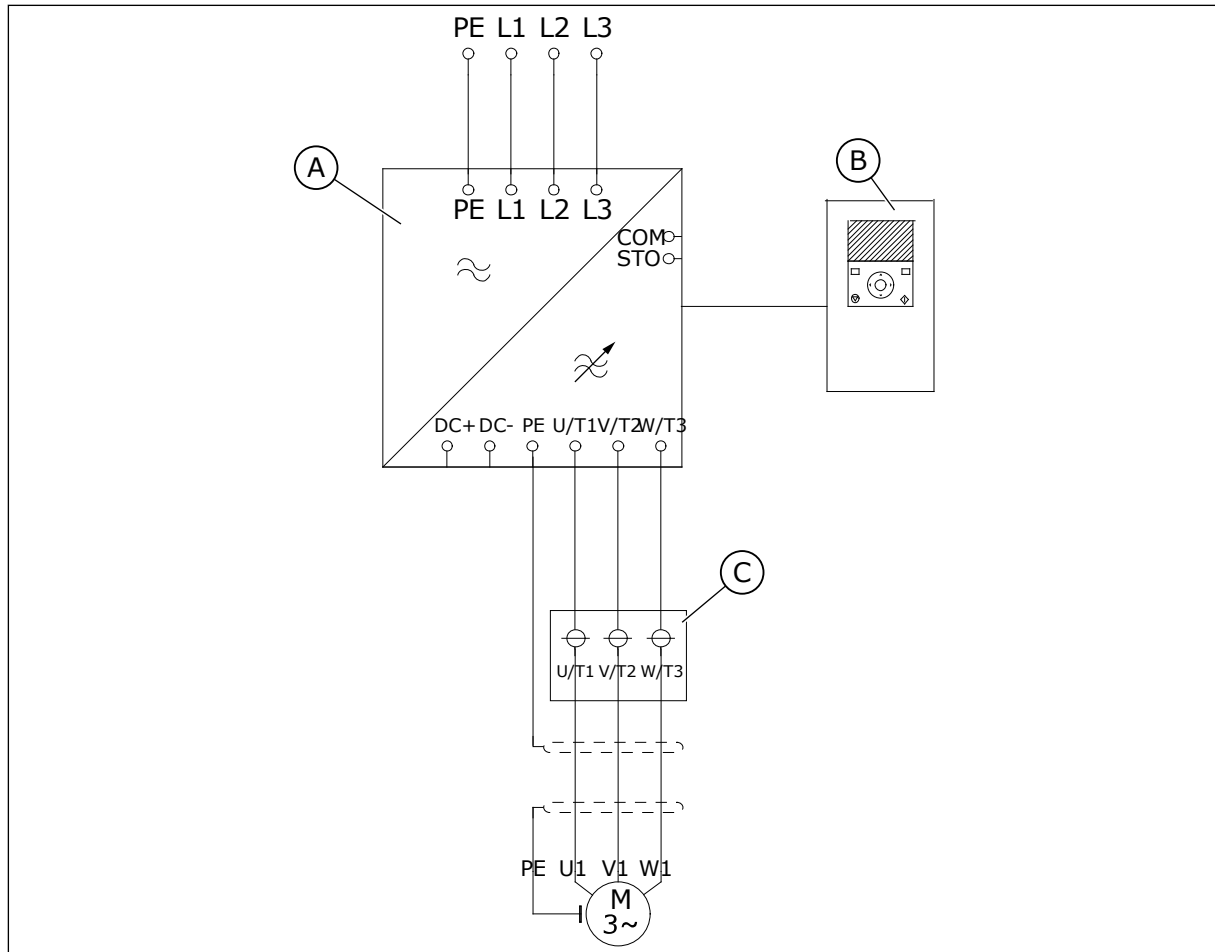 PE L1 L2 L3
A
B
PE L1 L2 L3
COM
STO
DC+ DC- PE U/T1 V/T2 W/T3
C
U/T1 V/T2 W/T3
PE U1 V1 W1
M
3~